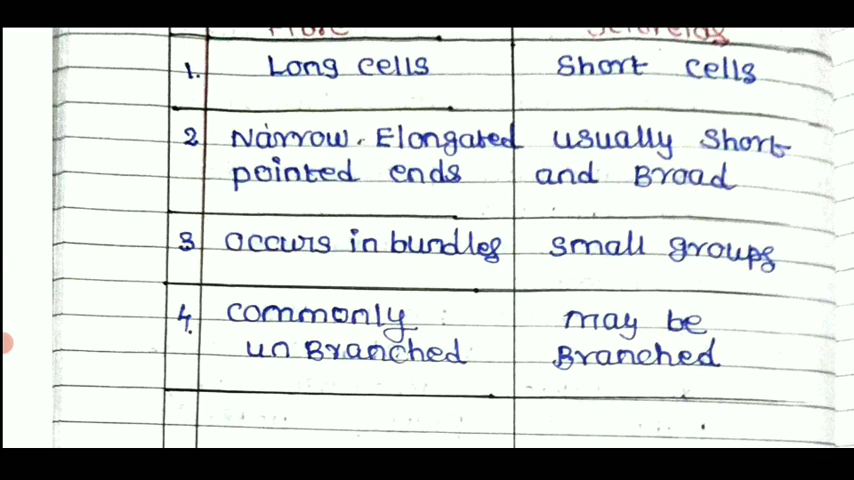 1. Long cells short cells
2 Narrow. Elongated usually short
pointed ends and Broad
3 occurs in bundles small groups
4. commonly may be
un Branched Branched